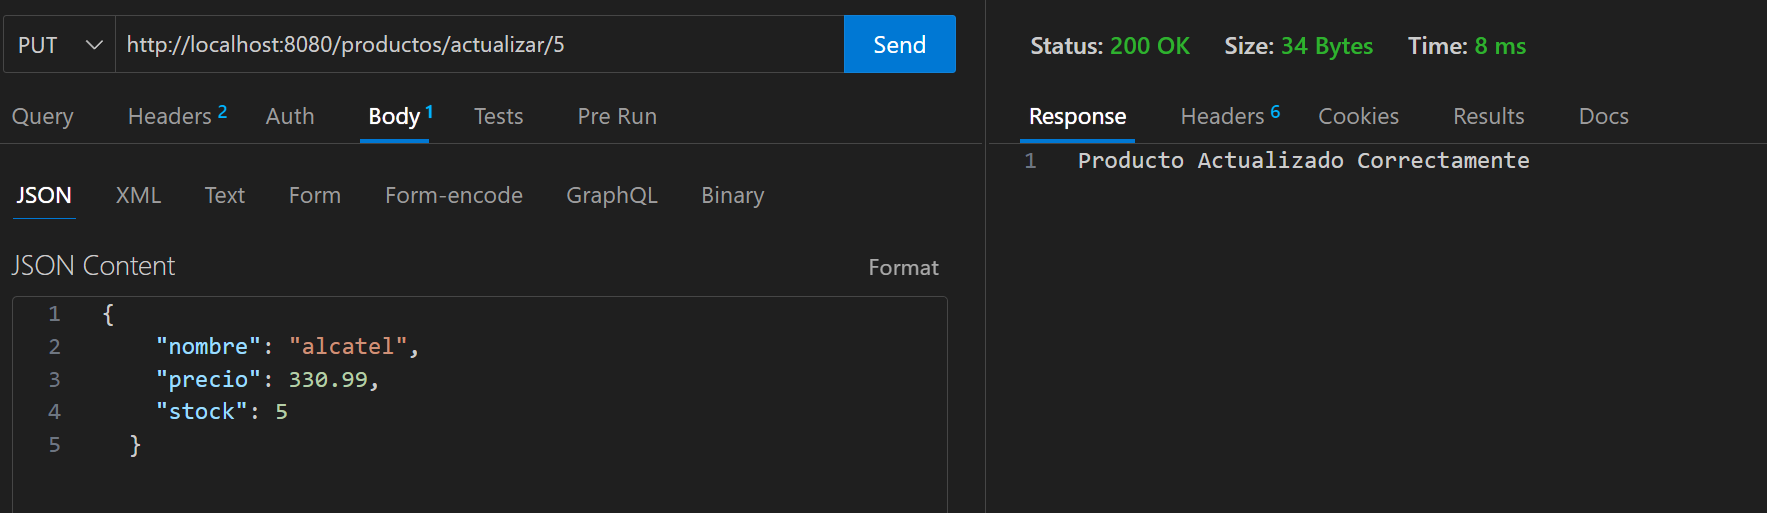 PUT http://localhost:8080/productos/actualizar/5 Send
Query Headers 2 Auth Body 1 Tests Pre Run
JSON XML Text Form Form-encode GraphQL Binary
JSON Content Format
1 {
2 "nombre": "alcatel",
3 "precio": 330.99,
4 "stock": 5
5 }
Status: 200 OK Size: 34 Bytes Time: 8 ms
Response Headers 6 Cookies Results Docs
1 Producto Actualizado Correctamente